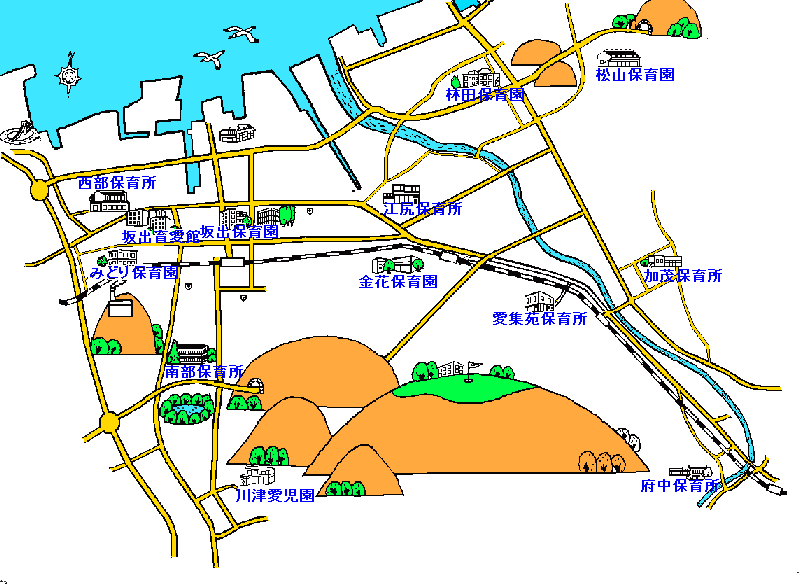 松山保育園
林田保育園
西部保育所
江尻保育所
坂出育愛館
坂出保育園
みどり保育園
金花保育園
加茂保育所
愛集苑保育所
南部保育所
府中保育所
川津愛児園